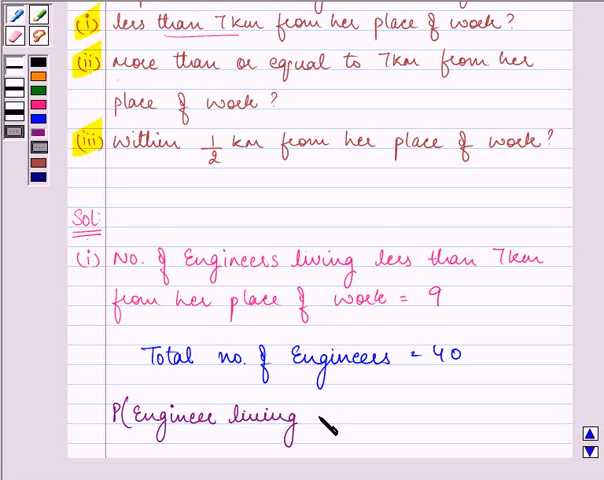 (i) less than 7km from her place of work?
(ii) more than or equal to 7km from her
place of work?
(iii) Within 1/2 km from her place of work?
Sol:
(i) No. of Engineers living less than 7km
from her place of work = 9
Total no. of Engineers = 40
P(Engineer living